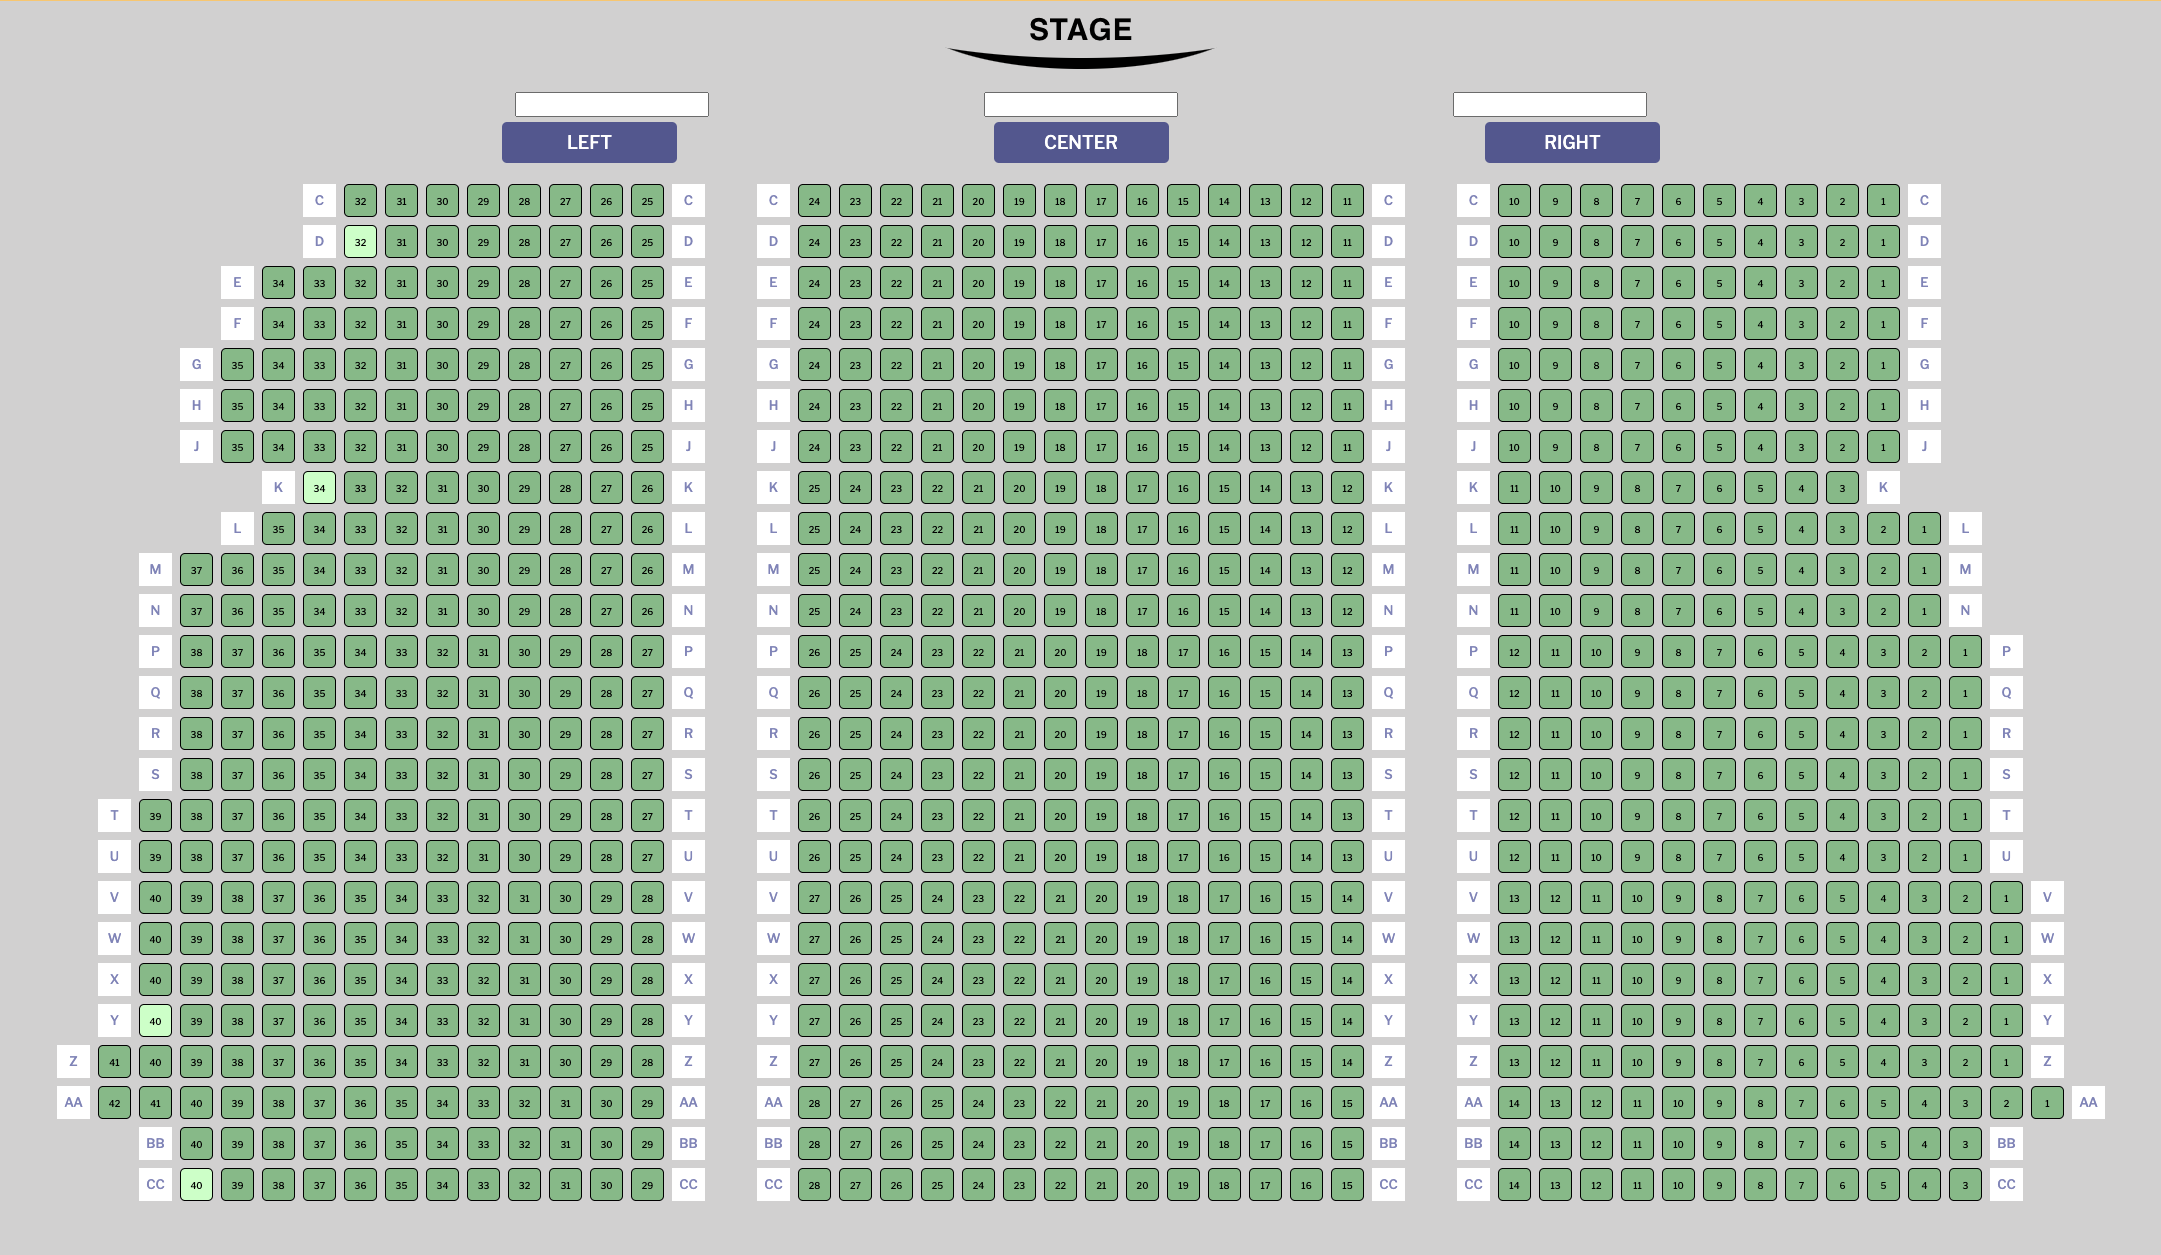 STAGE
LEFT CENTER RIGHT
C 32 31 30 29 28 27 26 25 C C 24 23 22 21 20 19 18 17 16 15 14 13 12 11 C C 10 9 8 7 6 5 4 3 2 1 C
D 32 31 30 29 28 27 26 25 D D 24 23 22 21 20 19 18 17 16 15 14 13 12 11 D D 10 9 8 7 6 5 4 3 2 1 D
E 34 33 32 31 30 29 28 27 26 25 E E 24 23 22 21 20 19 18 17 16 15 14 13 12 11 E E 10 9 8 7 6 5 4 3 2 1 E
F 34 33 32 31 30 29 28 27 26 25 F F 24 23 22 21 20 19 18 17 16 15 14 13 12 11 F F 10 9 8 7 6 5 4 3 2 1 F
G 35 34 33 32 31 30 29 28 27 26 25 G G 24 23 22 21 20 19 18 17 16 15 14 13 12 11 G G 10 9 8 7 6 5 4 3 2 1 G
H 35 34 33 32 31 30 29 28 27 26 25 H H 24 23 22 21 20 19 18 17 16 15 14 13 12 11 H H 10 9 8 7 6 5 4 3 2 1 H
J 35 34 33 32 31 30 29 28 27 26 25 J J 24 23 22 21 20 19 18 17 16 15 14 13 12 11 J J 10 9 8 7 6 5 4 3 2 1 J
K 34 33 32 31 30 29 28 27 26 K K 25 24 23 22 21 20 19 18 17 16 15 14 13 12 K K 11 10 9 8 7 6 5 4 3 K
L 35 34 33 32 31 30 29 28 27 26 L L 25 24 23 22 21 20 19 18 17 16 15 14 13 12 L L 11 10 9 8 7 6 5 4 3 2 1 L
M 37 36 35 34 33 32 31 30 29 28 27 26 M M 25 24 23 22 21 20 19 18 17 16 15 14 13 12 M M 11 10 9 8 7 6 5 4 3 2 1 M
N 37 36 35 34 33 32 31 30 29 28 27 26 N N 25 24 23 22 21 20 19 18 17 16 15 14 13 12 N N 11 10 9 8 7 6 5 4 3 2 1 N
P 38 37 36 35 34 33 32 31 30 29 28 27 P P 26 25 24 23 22 21 20 19 18 17 16 15 14 13 P P 12 11 10 9 8 7 6 5 4 3 2 1 P
Q 38 37 36 35 34 33 32 31 30 29 28 27 Q Q 26 25 24 23 22 21 20 19 18 17 16 15 14 13 Q Q 12 11 10 9 8 7 6 5 4 3 2 1 Q
R 38 37 36 35 34 33 32 31 30 29 28 27 R R 26 25 24 23 22 21 20 19 18 17 16 15 14 13 R R 12 11 10 9 8 7 6 5 4 3 2 1 R
S 38 37 36 35 34 33 32 31 30 29 28 27 S S 26 25 24 23 22 21 20 19 18 17 16 15 14 13 S S 12 11 10 9 8 7 6 5 4 3 2 1 S
T 39 38 37 36 35 34 33 32 31 30 29 28 27 T T 26 25 24 23 22 21 20 19 18 17 16 15 14 13 T T 12 11 10 9 8 7 6 5 4 3 2 1 T
U 39 38 37 36 35 34 33 32 31 30 29 28 27 U U 26 25 24 23 22 21 20 19 18 17 16 15 14 13 U U 12 11 10 9 8 7 6 5 4 3 2 1 U
V 40 39 38 37 36 35 34 33 32 31 30 29 28 V V 27 26 25 24 23 22 21 20 19 18 17 16 15 14 V V 13 12 11 10 9 8 7 6 5 4 3 2 1 V
W 40 39 38 37 36 35 34 33 32 31 30 29 28 W W 27 26 25 24 23 22 21 20 19 18 17 16 15 14 W W 13 12 11 10 9 8 7 6 5 4 3 2 1 W
X 40 39 38 37 36 35 34 33 32 31 30 29 28 X X 27 26 25 24 23 22 21 20 19 18 17 16 15 14 X X 13 12 11 10 9 8 7 6 5 4 3 2 1 X
Y 40 39 38 37 36 35 34 33 32 31 30 29 28 Y Y 27 26 25 24 23 22 21 20 19 18 17 16 15 14 Y Y 13 12 11 10 9 8 7 6 5 4 3 2 1 Y
Z 41 40 39 38 37 36 35 34 33 32 31 30 29 28 Z Z 27 26 25 24 23 22 21 20 19 18 17 16 15 14 Z Z 13 12 11 10 9 8 7 6 5 4 3 2 1 Z
AA 42 41 40 39 38 37 36 35 34 33 32 31 30 29 AA AA 28 27 26 25 24 23 22 21 20 19 18 17 16 15 AA AA 14 13 12 11 10 9 8 7 6 5 4 3 2 1 AA
BB 40 39 38 37 36 35 34 33 32 31 30 29 BB BB 28 27 26 25 24 23 22 21 20 19 18 17 16 15 BB BB 14 13 12 11 10 9 8 7 6 5 4 3 BB
CC 40 39 38 37 36 35 34 33 32 31 30 29 CC CC 28 27 26 25 24 23 22 21 20 19 18 17 16 15 CC CC 14 13 12 11 10 9 8 7 6 5 4 3 CC